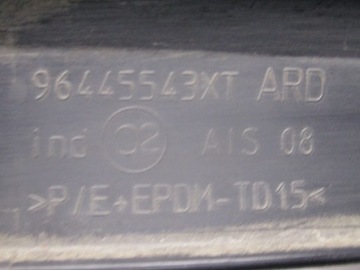 96445543XT ARD
ind 02 AIS 08
>P/E+EPDM-TD15<